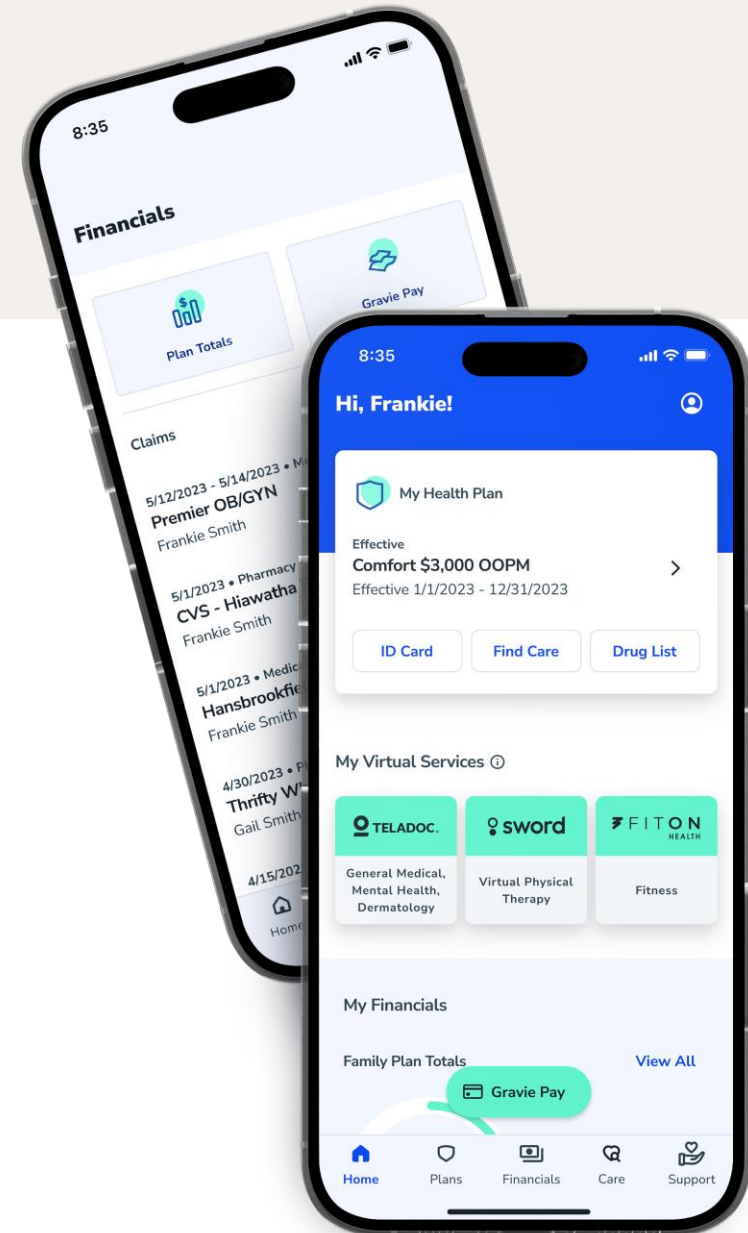 8:35
Financials
Plan Totals
Gravie Pay
Claims
5/12/2023 - 5/14/2023 •
Premier OB/GYN
Frankie Smith
5/1/2023 • Pharmacy
CVS - Hiawatha
Frankie Smith
5/1/2023 •
Frankie Smith
4/30/2023 •
Thrifty
Gail Smith
Home
8:35
Hi, Frankie!
My Health Plan
Effective
Comfort $3,000 OOPM
Effective 1/1/2023 - 12/31/2023
ID Card
Find Care
Drug List
My Virtual Services
TELADOC.
sword
FITON
HEALTH
General Medical,
Mental Health,
Dermatology
Virtual Physical
Therapy
Fitness
My Financials
Family Plan Totals
View All
Gravie Pay
Home
Plans
Financials
Care
Support